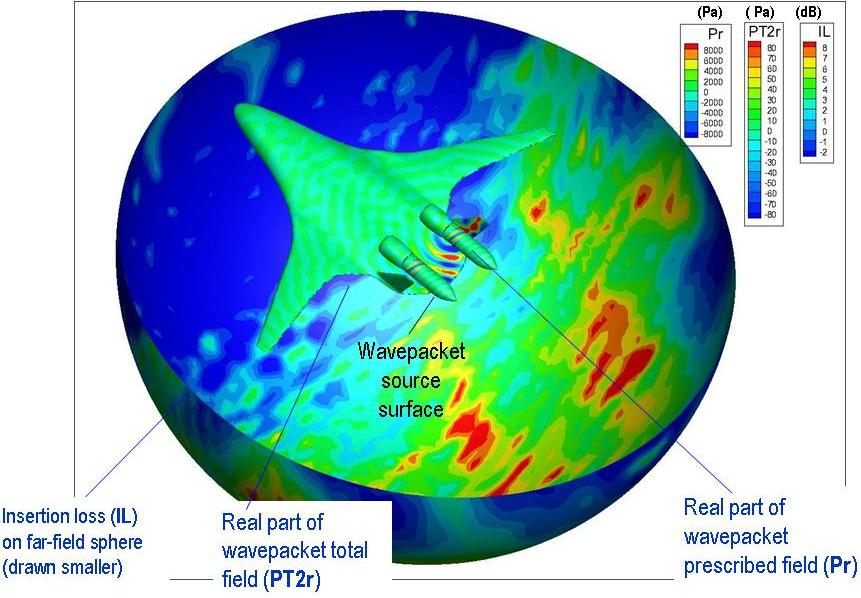 (Pa) ( Pa) (dB)
Pr PT2r IL
8000
6000
4000
2000
0
-2000
-4000
-6000
-8000
80
70
60
50
40
30
20
10
0
-10
-20
-30
-40
-50
-60
-70
-80
8
7
6
5
4
3
2
1
0
-1
-2
Wavepacket
source
surface
Insertion loss (IL)
on far-field sphere
(drawn smaller)
Real part of
wavepacket total
field (PT2r)
Real part of
wavepacket
prescribed field (Pr)